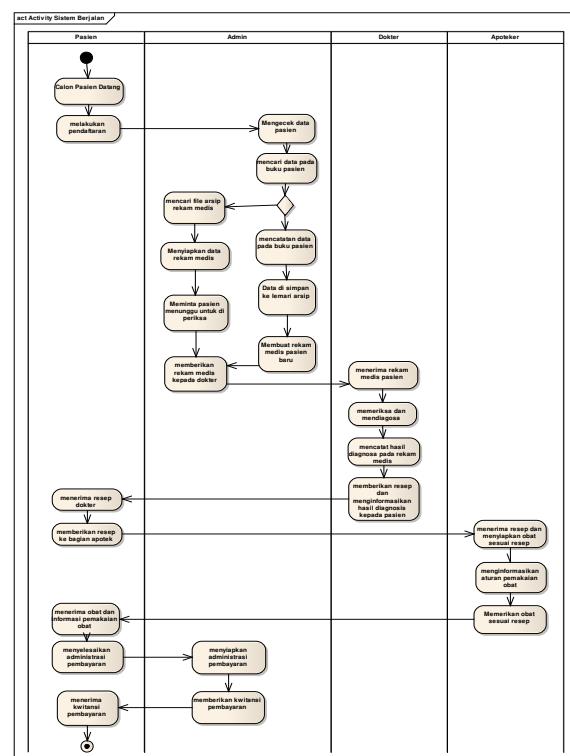 act Activity Sistem Berjalan
Pasien
Admin
Dokter
Apoteker
Calon Pasien Datang
melakukan
pendaftaran
Mengecek data
pasien
mencari data pada
buku pasien
mencari file arsip
rekam medis
mencatatan data
pada buku pasien
Menyiapkan data
rekam medis
Data di simpan
ke lemari arsip
Meminta pasien
menunggu untuk di
periksa
Membuat rekam
medis pasien
baru
memberikan
rekam medis
kepada dokter
menerima rekam
medis pasien
memeriksa dan
mendiagosa
mencatat hasil
diagnosa pada rekam
medis
memberikan resep
dan
menginformasikan
hasil diagnosis
kepada pasien
menerima resep
dokter
memberikan resep
ke bagian apotek
menerima resep dan
menyiapkan obat
sesuai resep
menginformasikan
aturan pemakaian
obat
Memerikan obat
sesuai resep
menerima obat dan
informasi pemakaian
obat
menyelesaikan
administrasi
pembayaran
menyiapkan
administrasi
pembayaran
memberikan kwitansi
pembayaran
menerima
kwitansi
pembayaran